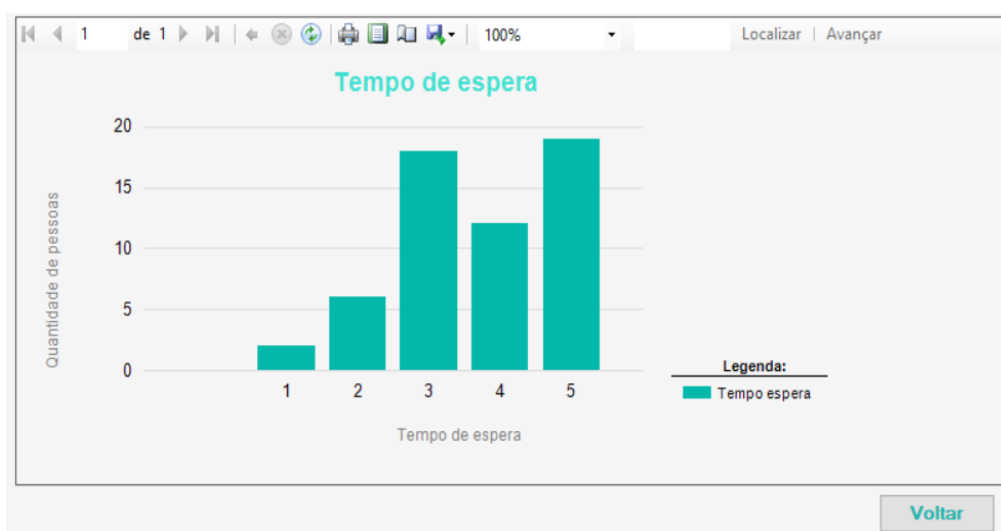 1 de 1 100% Localizar | Avançar
Tempo de espera
Quantidade de pessoas
20
15
10
5
0
1 2 3 4 5
Tempo de espera
Legenda:
Tempo espera
Voltar